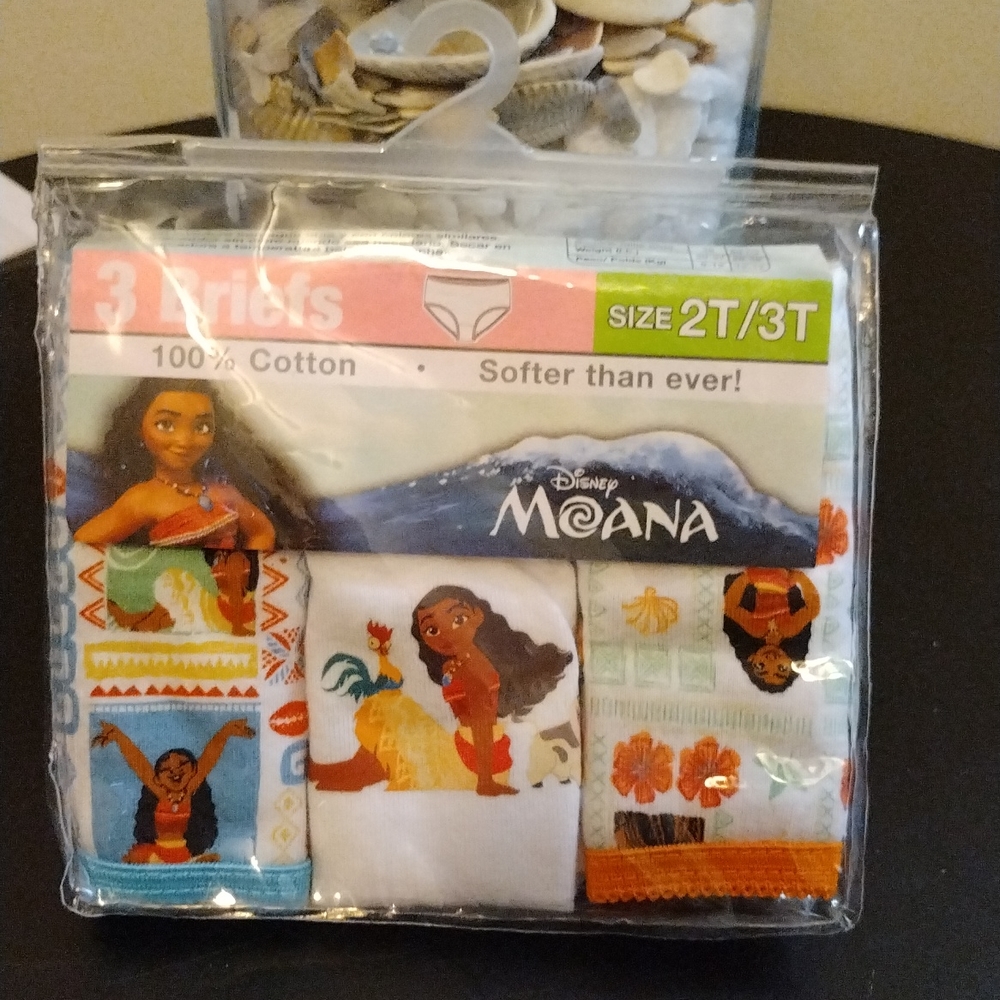 3 Briefs
SIZE 2T/3T
100% Cotton • Softer than ever!
Disney
MOANA